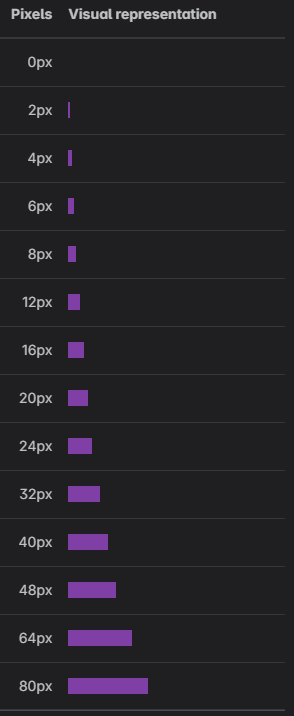 Pixels Visual representation
0px
2px
4px
6px
8px
12px
16px
20px
24px
32px
40px
48px
64px
80px